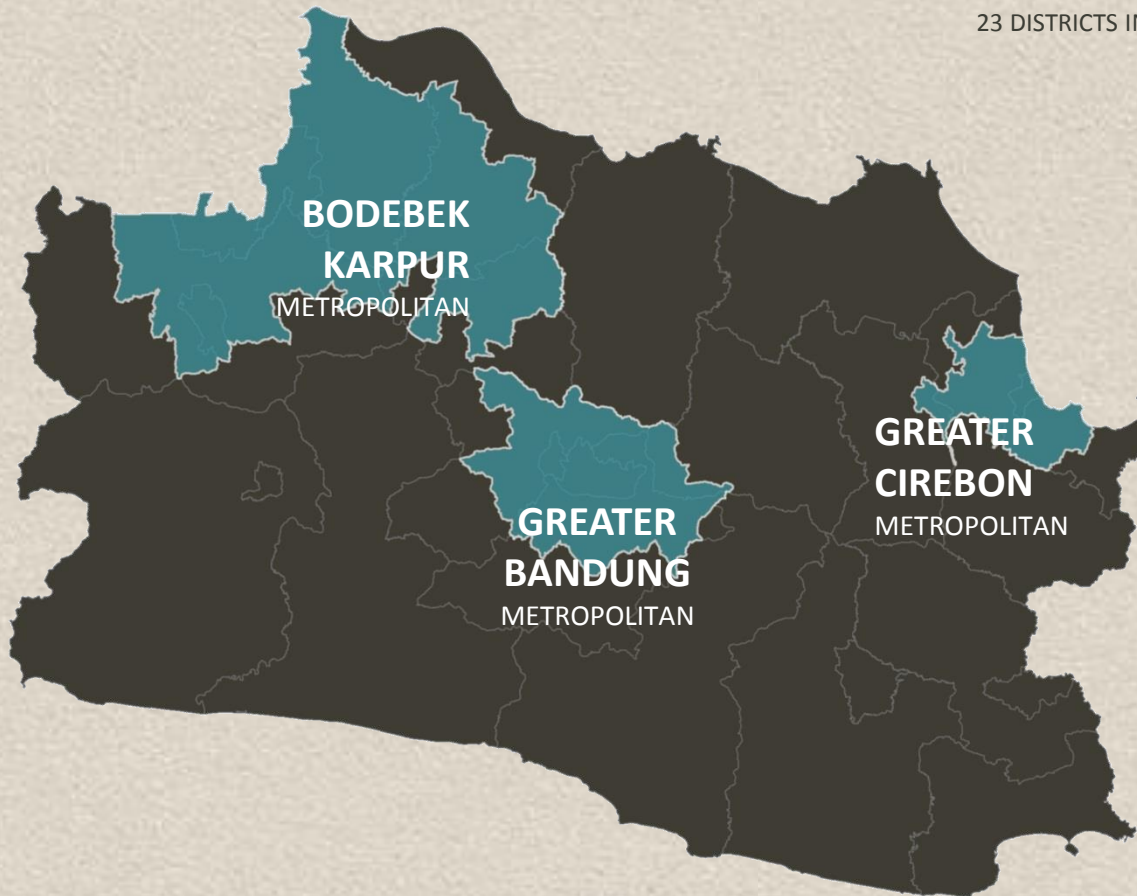 23 DISTRICTS I
BODEBEK
KARPUR
METROPOLITAN
GREATER
CIREBON
METROPOLITAN
GREATER
BANDUNG
METROPOLITAN